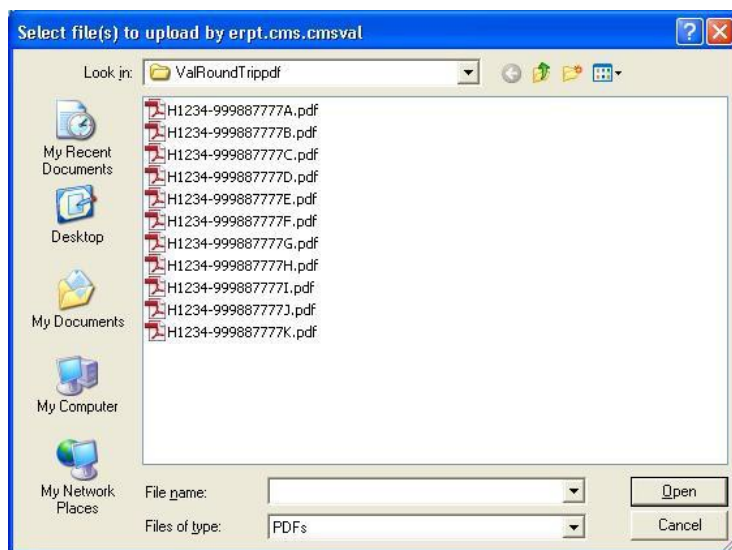 Select file(s) to upload by erpt.cms.cmsval
Look in: ValRoundTrippdf
My Recent
Documents
Desktop
My Documents
My Computer
My Network
Places
H1234-999887777A.pdf
H1234-999887777B.pdf
H1234-999887777C.pdf
H1234-999887777D.pdf
H1234-999887777E.pdf
H1234-999887777F.pdf
H1234-999887777G.pdf
H1234-999887777H.pdf
H1234-999887777I.pdf
H1234-999887777J.pdf
H1234-999887777K.pdf
File name: Open
Files of type: PDFs Cancel